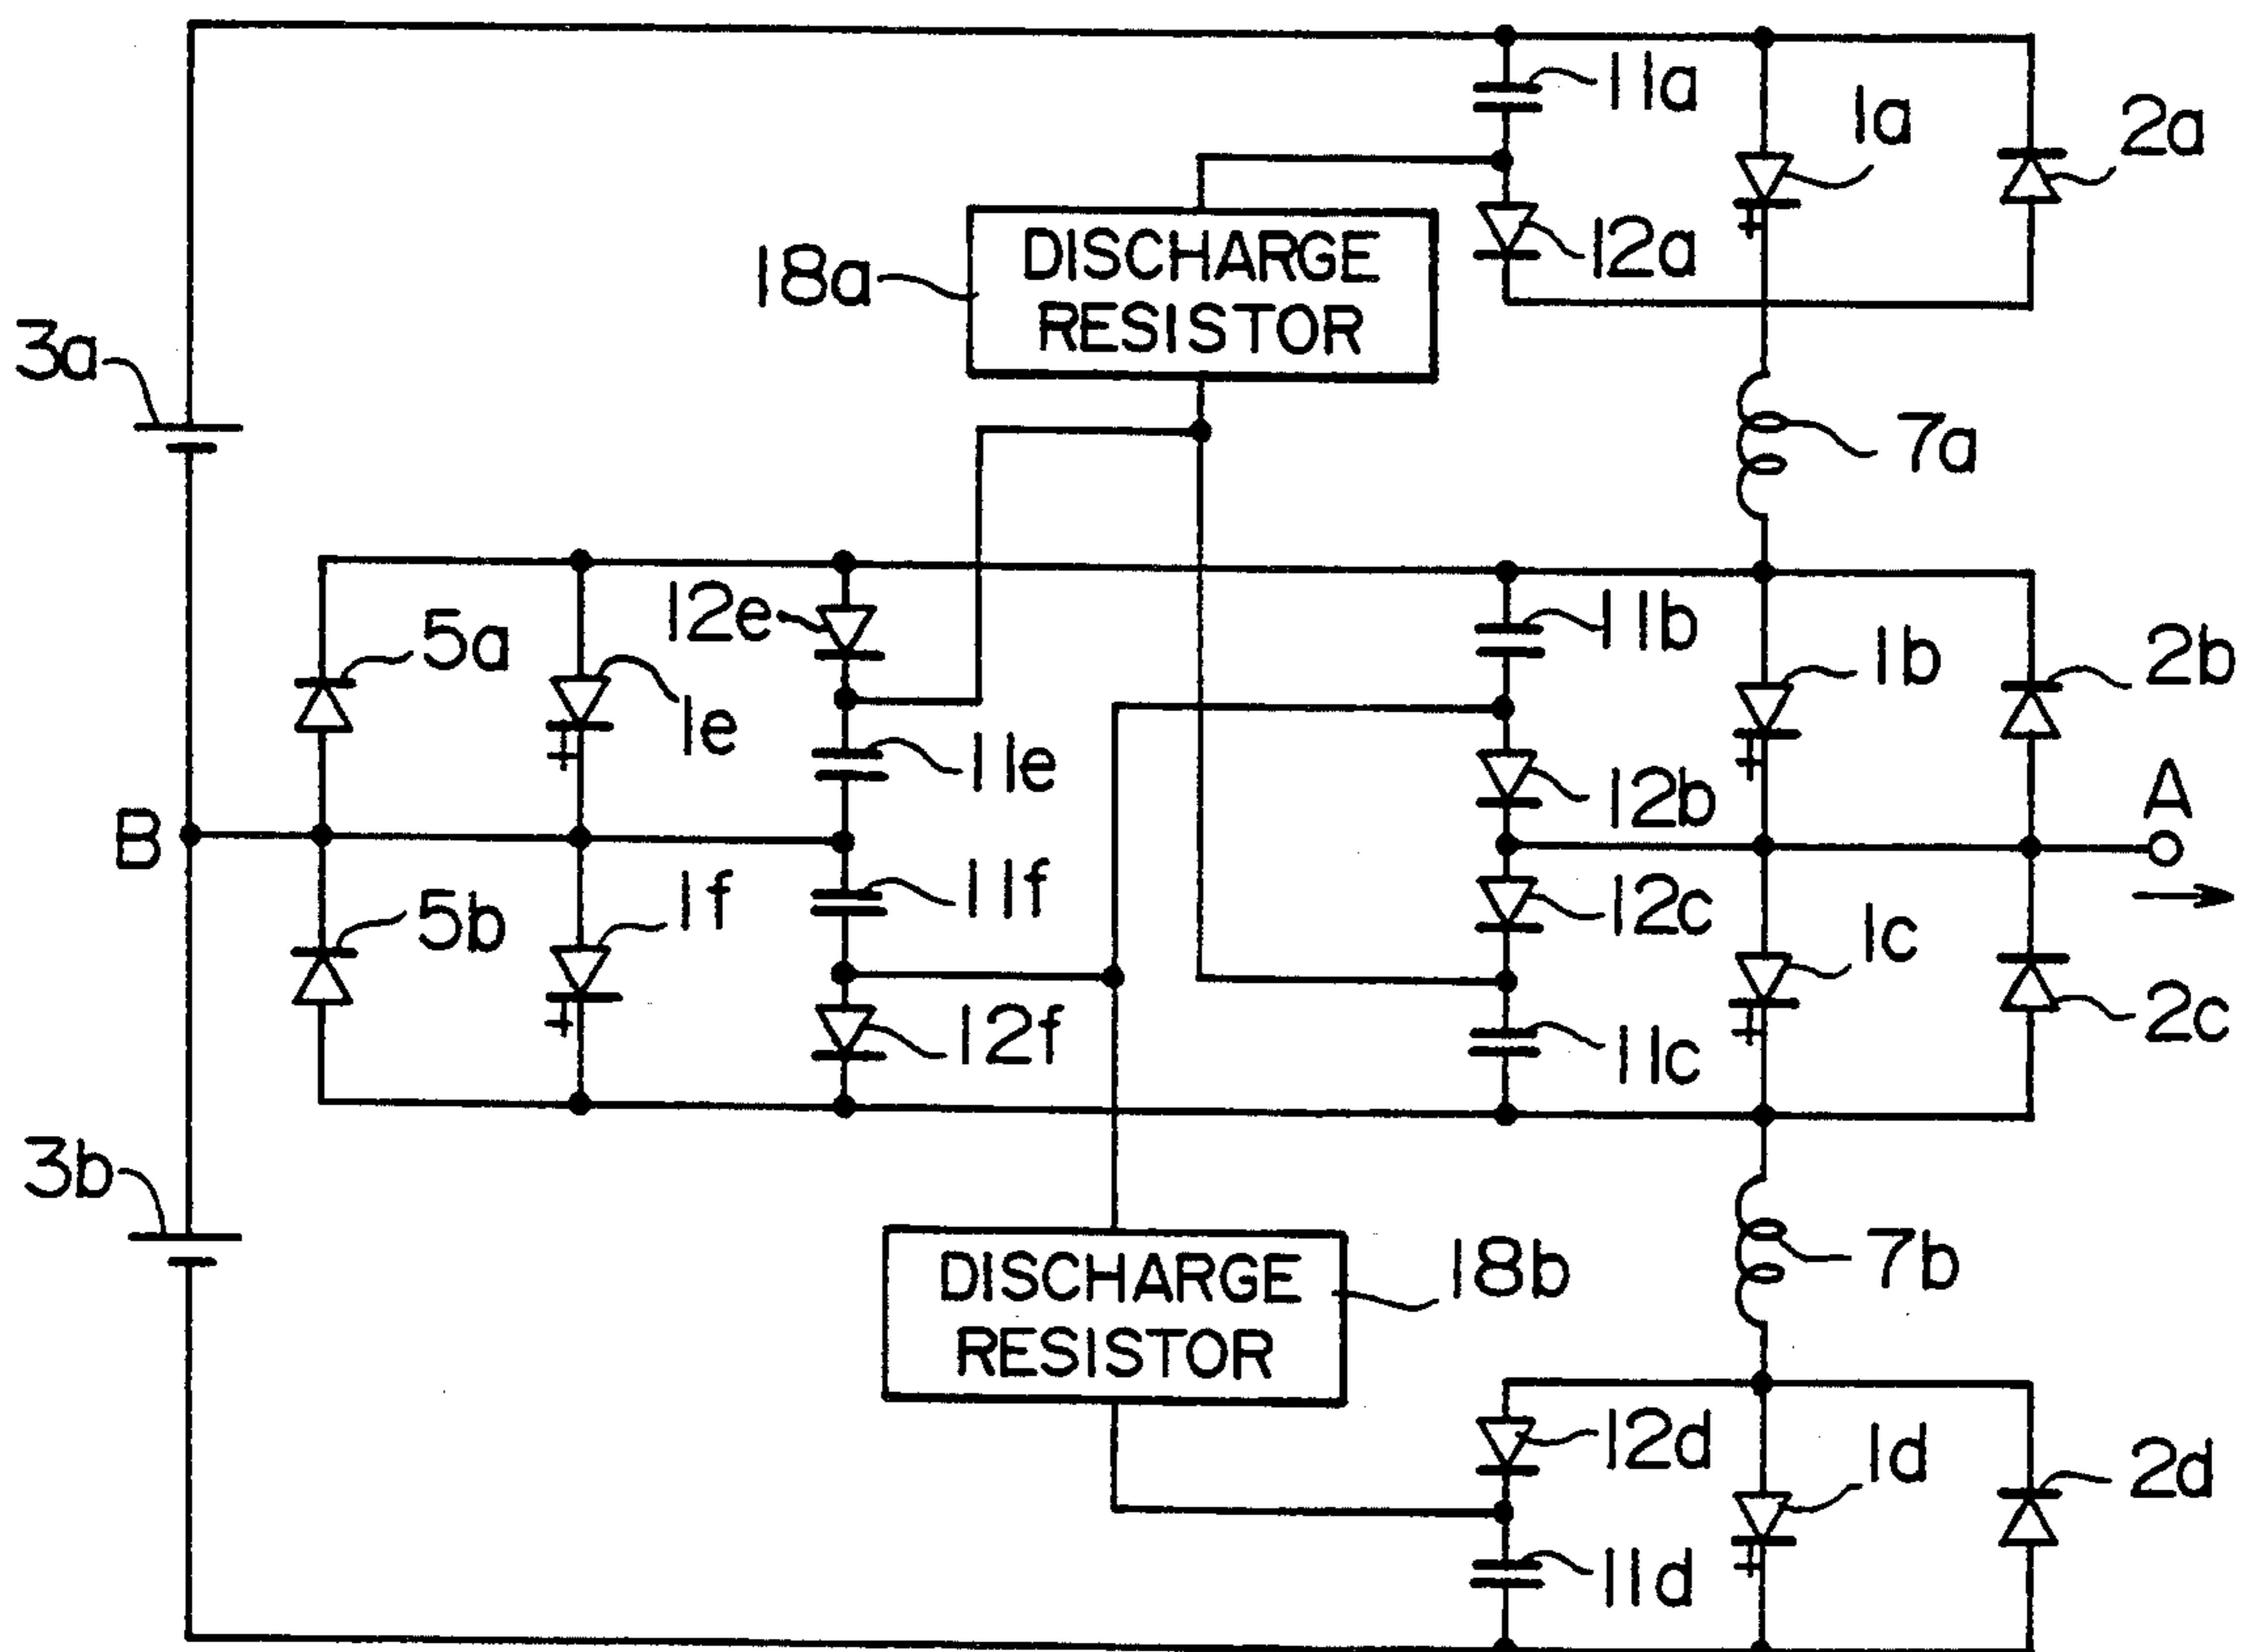 11a
1a
2a
12a
18a
DISCHARGE
RESISTOR
3a
7a
5a
12e
1e
11b
1b
2b
11e
12b
A
B
11f
12c
5b
1f
1c
2c
12f
11c
3b
DISCHARGE
RESISTOR
18b
7b
12d
1d
2d
11d